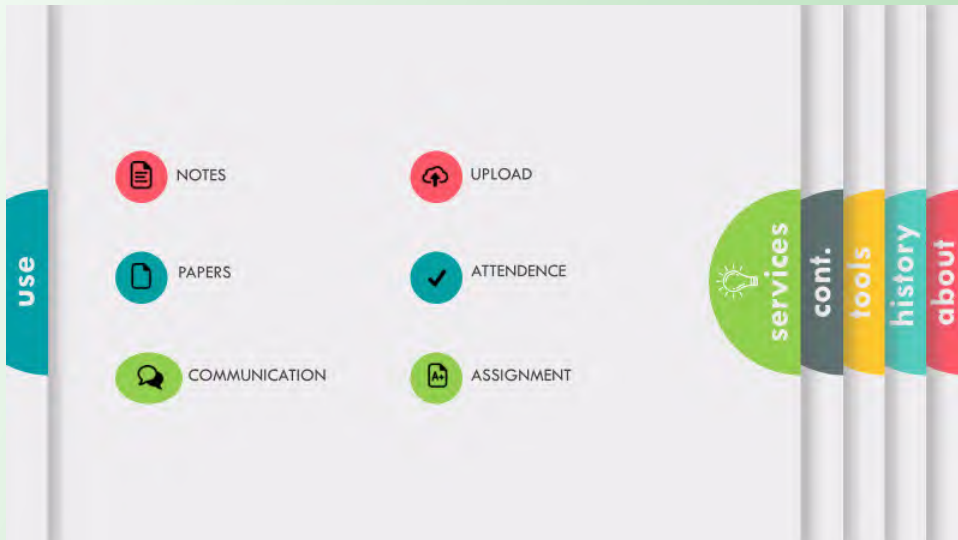 use
NOTES
UPLOAD
PAPERS
ATTENDENCE
COMMUNICATION
A+
ASSIGNMENT
services
cont.
tools
history
about